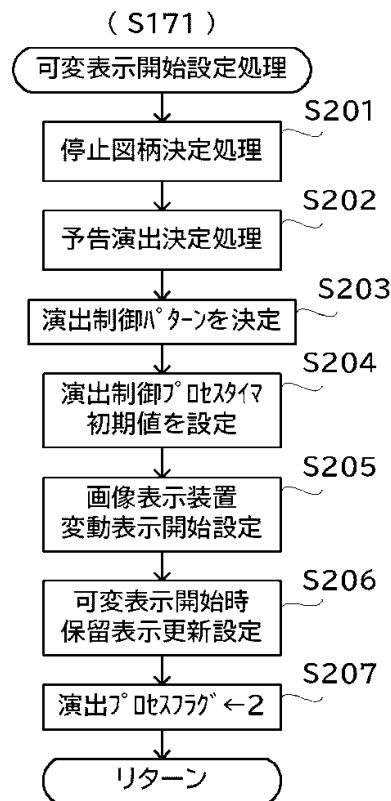 (S171)
可変表示開始設定処理
S201
停止図柄決定処理
S202
予告演出決定処理
S203
演出制御ﾊﾟﾀｰﾝを決定
S204
演出制御ﾌﾟﾛｾｽﾀｲﾏ
初期値を設定
S205
画像表示装置
変動表示開始設定
S206
可変表示開始時
保留表示更新設定
S207
演出ﾌﾟﾛｾｽﾌﾗｸﾞ←2
リターン